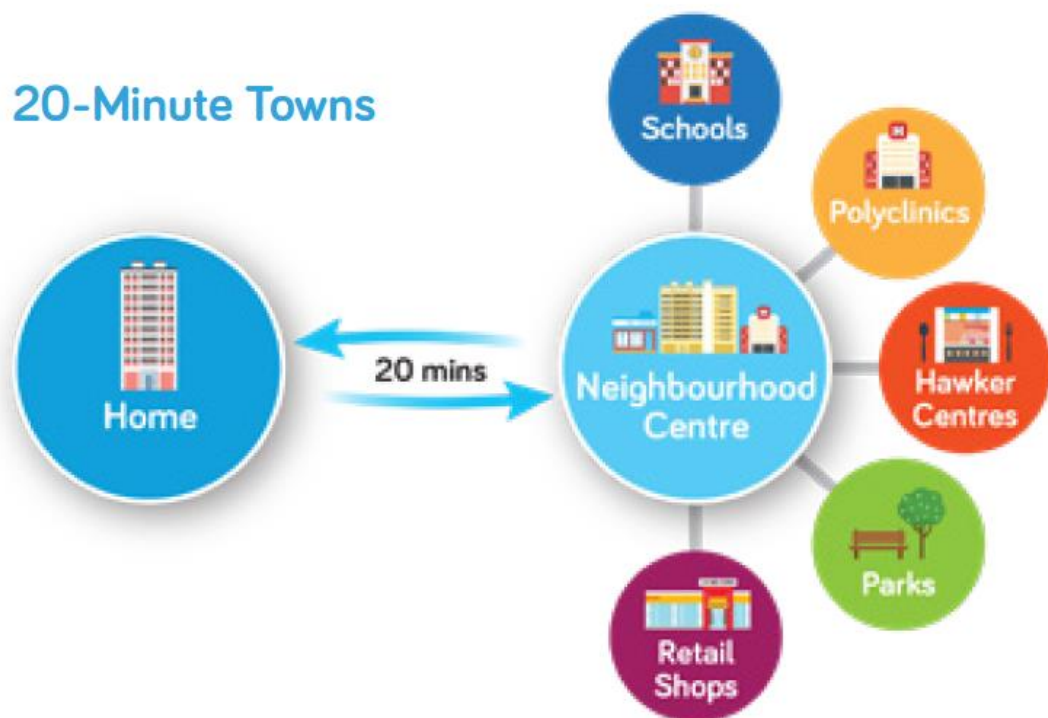 20-Minute Towns
Schools
Polyclinics
Home
20 mins
Neighbourhood
Centre
Hawker
Centres
Parks
Retail
Shops